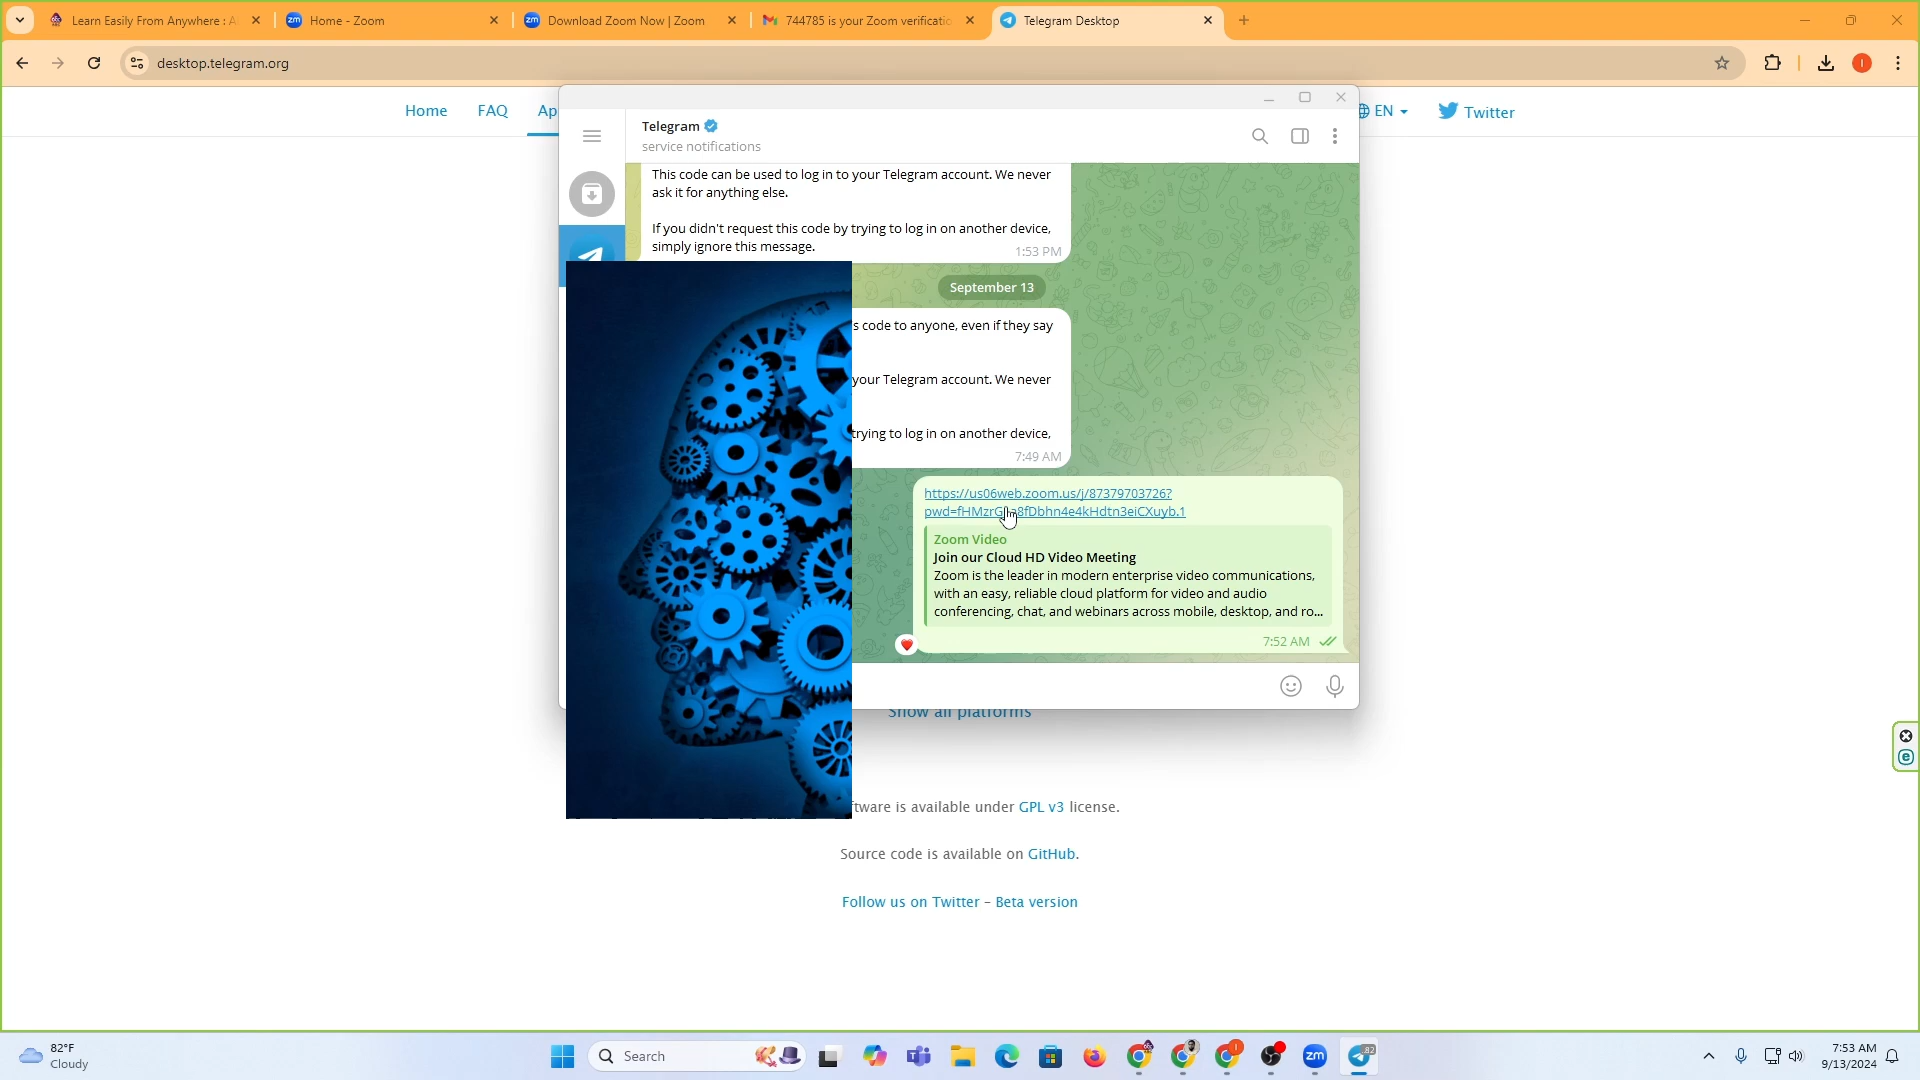 Learn Easily From Anywhere : A
Home - Zoom
Download Zoom Now | Zoom
744785 is your Zoom verificatio
Telegram Desktop
desktop.telegram.org
Home
FAQ
Ap
EN
Twitter
Telegram
service notifications
This code can be used to log in to your Telegram account. We never
ask it for anything else.
If you didn't request this code by trying to log in on another device,
simply ignore this message.
1:53 PM
September 13
s code to anyone, even if they say
your Telegram account. We never
trying to log in on another device,
7:49 AM
https://us06web.zoom.us/j/87379703726?
Zoom Video
Join our Cloud HD Video Meeting
Zoom is the leader in modern enterprise video communications,
with an easy, reliable cloud platform for video and audio
conferencing, chat, and webinars across mobile, desktop, and ro...
7:52 AM
Show all platforms
ftware is available under GPL v3 license.
Source code is available on GitHub.
Follow us on Twitter - Beta version
82°F
Cloudy
Search
zm
82
7:53 AM
9/13/2024